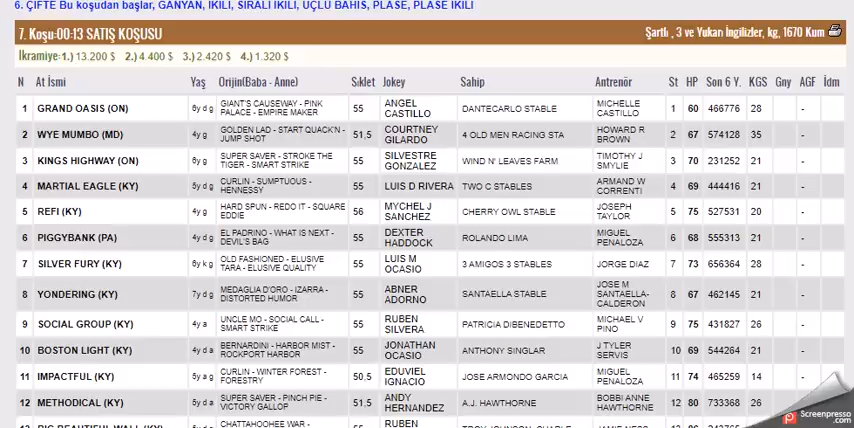 6. ÇİFTE Bu koşudan başlar, GANYAN, IKILI, SIRALI IKILI, UÇLU BAHIS, PLASE, PLASE IKILI
7. Koşu:00:13 SATIŞ KOŞUSU Şartlı , 3 ve Yukarı İngilizler, kg, 1670 Kum
İkramiye: 1.) 13.200 $ 2.) 4.400 $ 3.) 2.420 $ 4.) 1.320 $
N At İsmi Yaş Orijin(Baba - Anne) Sıklet Jokey Sahip Antrenör St HP Son 6 Y. KGS Gny AGF İdm
1 GRAND OASIS (ON) 6y d g GIANT'S CAUSEWAY - PINK PALACE - EMPIRE MAKER 55 ANGEL CASTILLO DANTECARLO STABLE MICHELLE CASTILLO 1 60 466776 28 -
2 WYE MUMBO (MD) 4y g GOLDEN LAD - START QUACK'N - JUMP SHOT 51,5 COURTNEY GILARDO 4 OLD MEN RACING STA HOWARD R BROWN 2 67 574128 35 -
3 KINGS HIGHWAY (ON) 6y g SUPER SAVER - STROKE THE TIGER - SMART STRIKE 55 SILVESTRE GONZALEZ WIND N' LEAVES FARM TIMOTHY J SMYLIE 3 70 231252 21 -
4 MARTIAL EAGLE (KY) 5y d g CURLIN - SUMPTUOUS - HENNESSY 55 LUIS D RIVERA TWO C STABLES ARMAND W CORRENTI 4 69 444416 21 -
5 REFI (KY) 4y g HARD SPUN - REDO IT - SQUARE EDDIE 56 MYCHEL J SANCHEZ CHERRY OWL STABLE JOSEPH TAYLOR 5 75 527531 20 -
6 PIGGYBANK (PA) 4y d g EL PADRINO - WHAT IS NEXT - DEVIL'S BAG 55 DEXTER HADDOCK ROLANDO LIMA MIGUEL PENALOZA 6 68 555313 21 -
7 SILVER FURY (KY) 6y k g OLD FASHIONED - ELUSIVE TARA - ELUSIVE QUALITY 55 LUIS M OCASIO 3 AMIGOS 3 STABLES JORGE DIAZ 7 73 656364 28 -
8 YONDERING (KY) 7y d g MEDAGLIA D'ORO - IZARRA - DISTORTED HUMOR 55 ABNER ADORNO SANTAELLA STABLE JOSE M SANTAELLA-CALDERON 8 67 462145 21 -
9 SOCIAL GROUP (KY) 4y a UNCLE MO - SOCIAL CALL - SMART STRIKE 55 RUBEN SILVERA PATRICIA DIBENEDETTO MICHAEL V PINO 9 75 431827 26 -
10 BOSTON LIGHT (KY) 4y d a BERNARDINI - HARBOR MIST - ROCKPORT HARBOR 55 JONATHAN OCASIO ANTHONY SINGLAR J TYLER SERVIS 10 69 544264 21 -
11 IMPACTFUL (KY) 5y a g CURLIN - WINTER FOREST - FORESTRY 50,5 EDUVIEL IGNACIO JOSE ARMONDO GARCIA MIGUEL PENALOZA 11 74 465259 14 -
12 METHODICAL (KY) 5y d a SUPER SAVER - PINCH PIE - VICTORY GALLOP 51,5 ANDY HERNANDEZ A.J. HAWTHORNE BOBBI ANNE HAWTHORNE 12 80 733368 26 -
CHATTAHOOCHEE WAR - RUBEN
Screenpresso.com